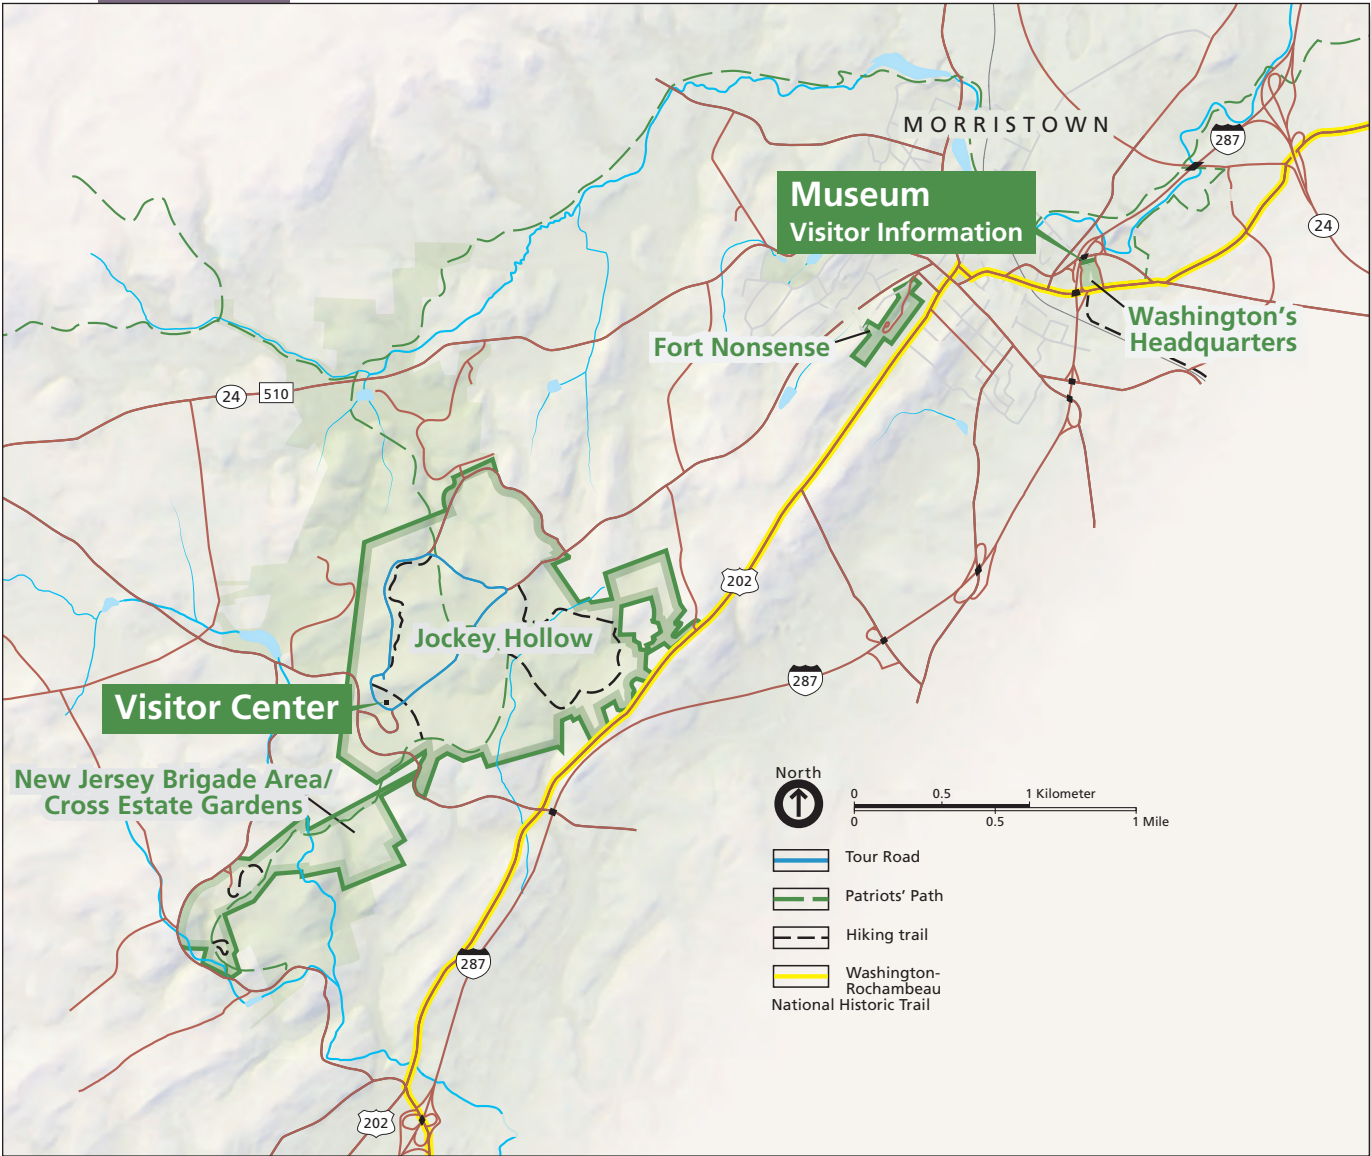 MORRISTOWN
287
Museum
Visitor Information
24
Washington's
Headquarters
Fort Nonsense
24
510
202
Jockey Hollow
287
Visitor Center
New Jersey Brigade Area/
Cross Estate Gardens
North
0 0.5 1 Kilometer
0 0.5 1 Mile
Tour Road
Patriots' Path
Hiking trail
Washington-
Rochambeau
National Historic Trail
287
202